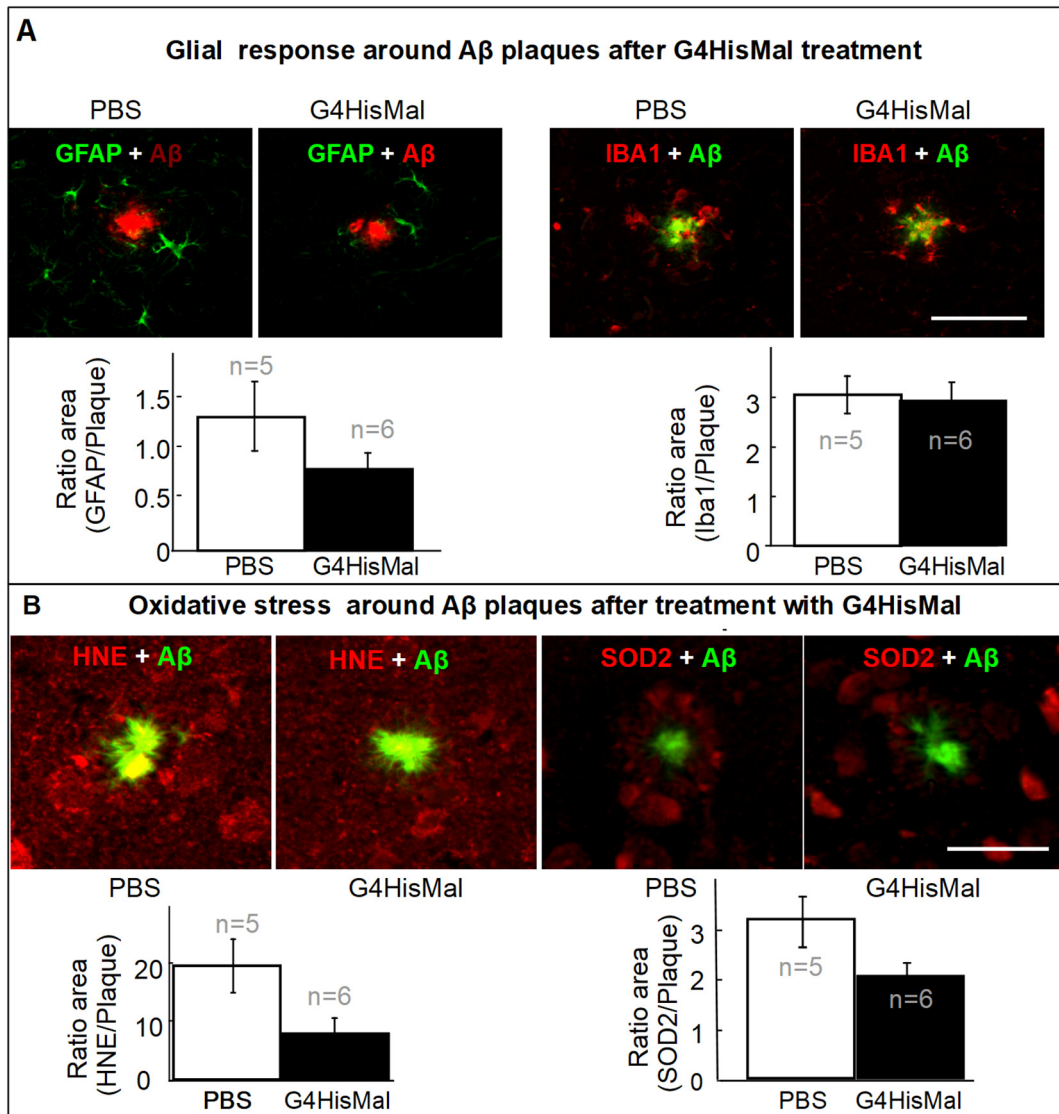 A
Glial response around Aβ plaques after G4HisMal treatment
PBS
G4HisMal
PBS
G4HisMal
GFAP + Aβ
GFAP + Aβ
IBA1 + Aβ
IBA1 + Aβ
Ratio area
(GFAP/Plaque)
1.5
1.0
0.5
0
n=5
n=6
PBS
G4HisMal
Ratio area
(Iba1/Plaque)
3
2
1
0
n=5
n=6
PBS
G4HisMal
B
Oxidative stress around Aβ plaques after treatment with G4HisMal
HNE + Aβ
HNE + Aβ
SOD2 + Aβ
SOD2 + Aβ
PBS
G4HisMal
PBS
G4HisMal
Ratio area
(HNE/Plaque)
20
10
0
n=5
n=6
PBS
G4HisMal
Ratio area
(SOD2/Plaque)
3
2
1
0
n=5
n=6
PBS
G4HisMal